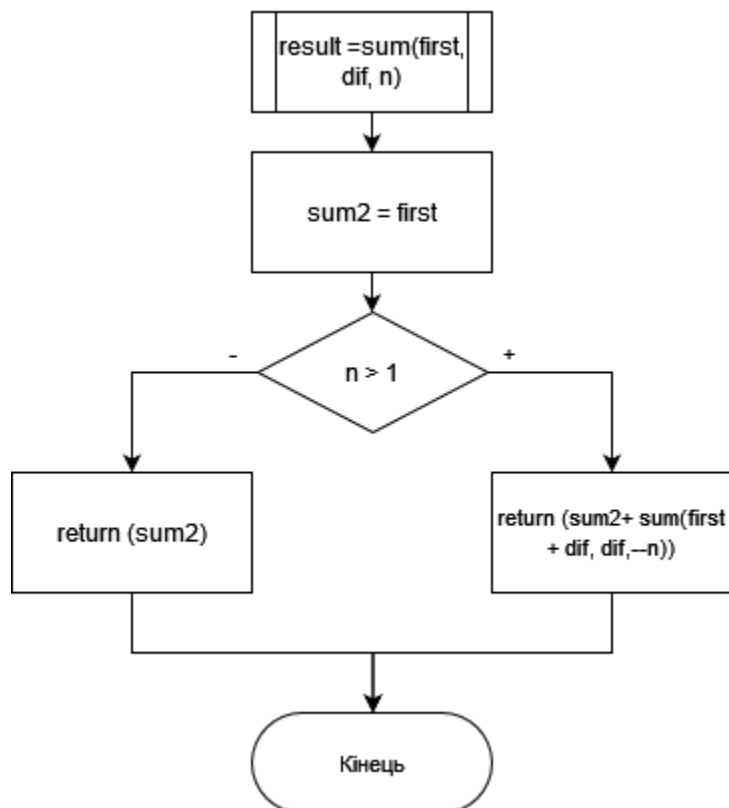 result =sum(first,
dif, n)
sum2 = first
n > 1
-
+
return (sum2)
return (sum2+ sum(first
+ dif, dif,--n))
Кінець